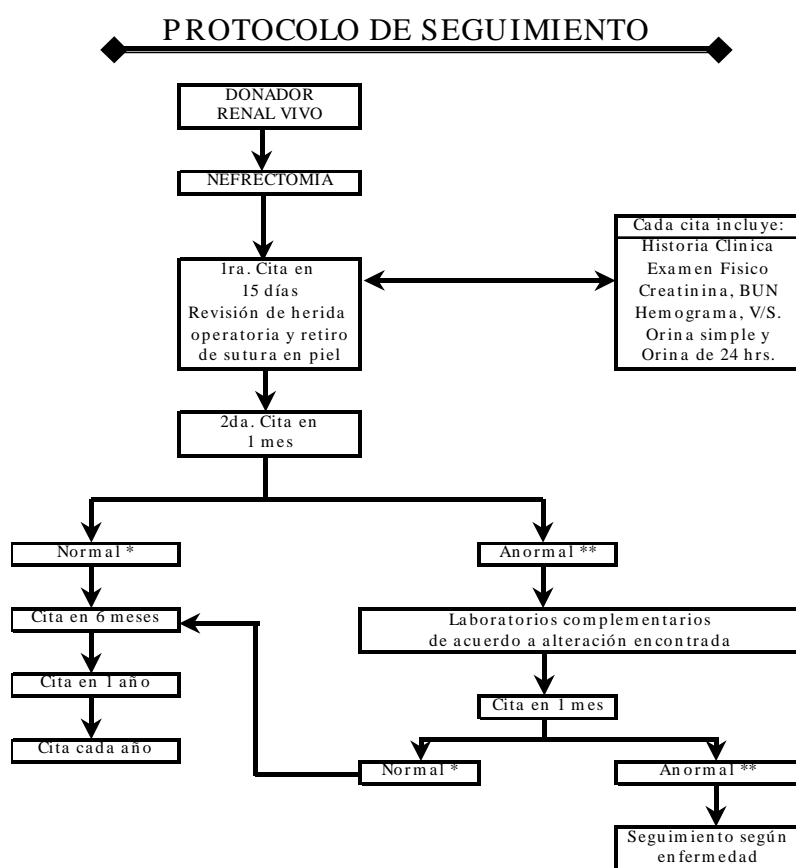 PROTOCOLO DE SEGUIMIENTO
DONADOR
RENAL VIVO
NEFRECTOMIA
1ra. Cita en
15 días
Revisión de herida
operatoria y retiro
de sutura en piel
Cada cita incluye:
Historia Clinica
Examen Fisico
Creatinina, BUN
Hemograma, V/S.
Orina simple y
Orina de 24 hrs.
2da. Cita en
1 mes
Normal *
Anormal **
Cita en 6 meses
Laboratorios complementarios
de acuerdo a alteración encontrada
Cita en 1 año
Cita en 1 mes
Cita cada año
Normal *
Anormal **
Seguimiento según
enfermedad